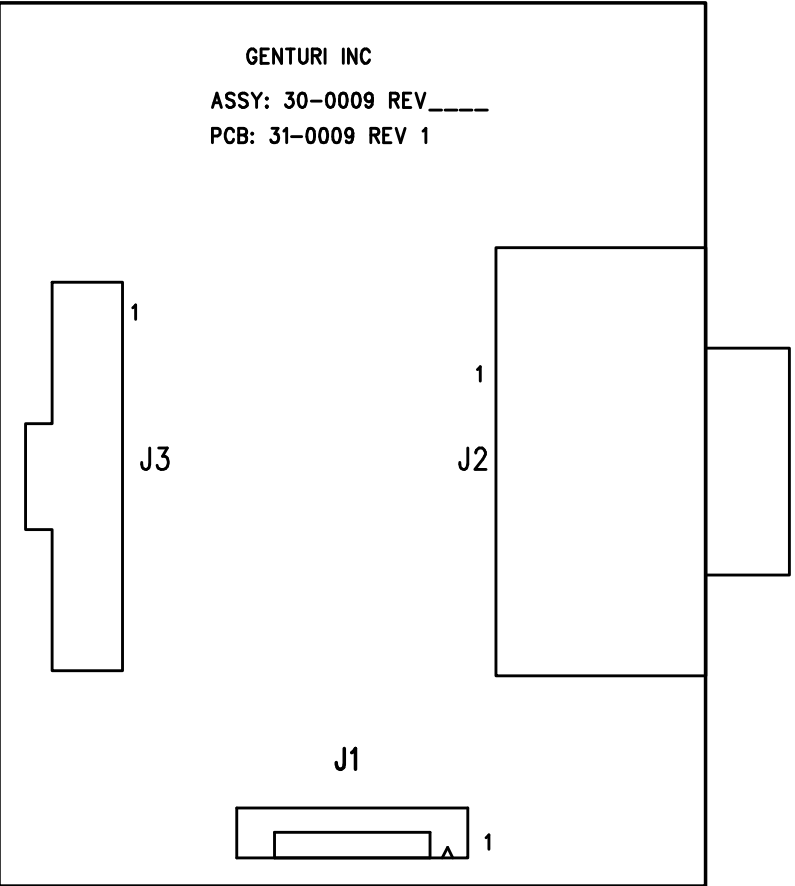 GENTURI INC
ASSY: 30-0009 REV____
PCB: 31-0009 REV 1
1
1
J3
J2
J1
1